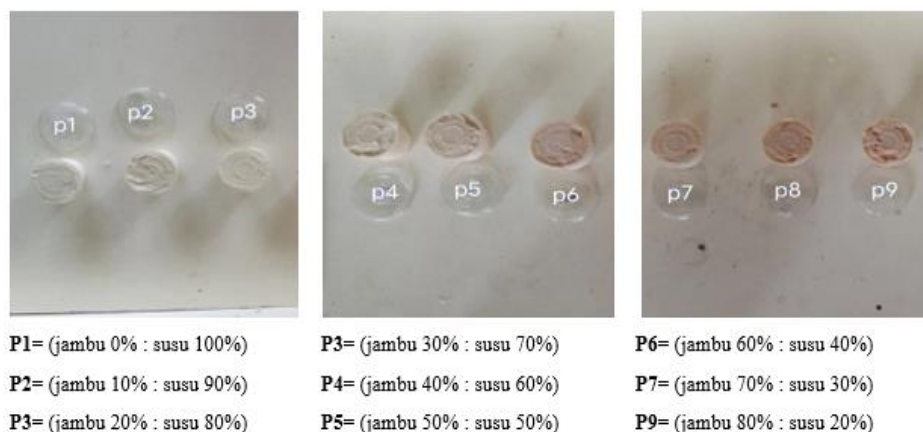 p1 p2 p3
p4 p5 p6
p7 p8 p9
P1= (jambu 0% : susu 100%)
P2= (jambu 10% : susu 90%)
P3= (jambu 20% : susu 80%)
P3= (jambu 30% : susu 70%)
P4= (jambu 40% : susu 60%)
P5= (jambu 50% : susu 50%)
P6= (jambu 60% : susu 40%)
P7= (jambu 70% : susu 30%)
P9= (jambu 80% : susu 20%)